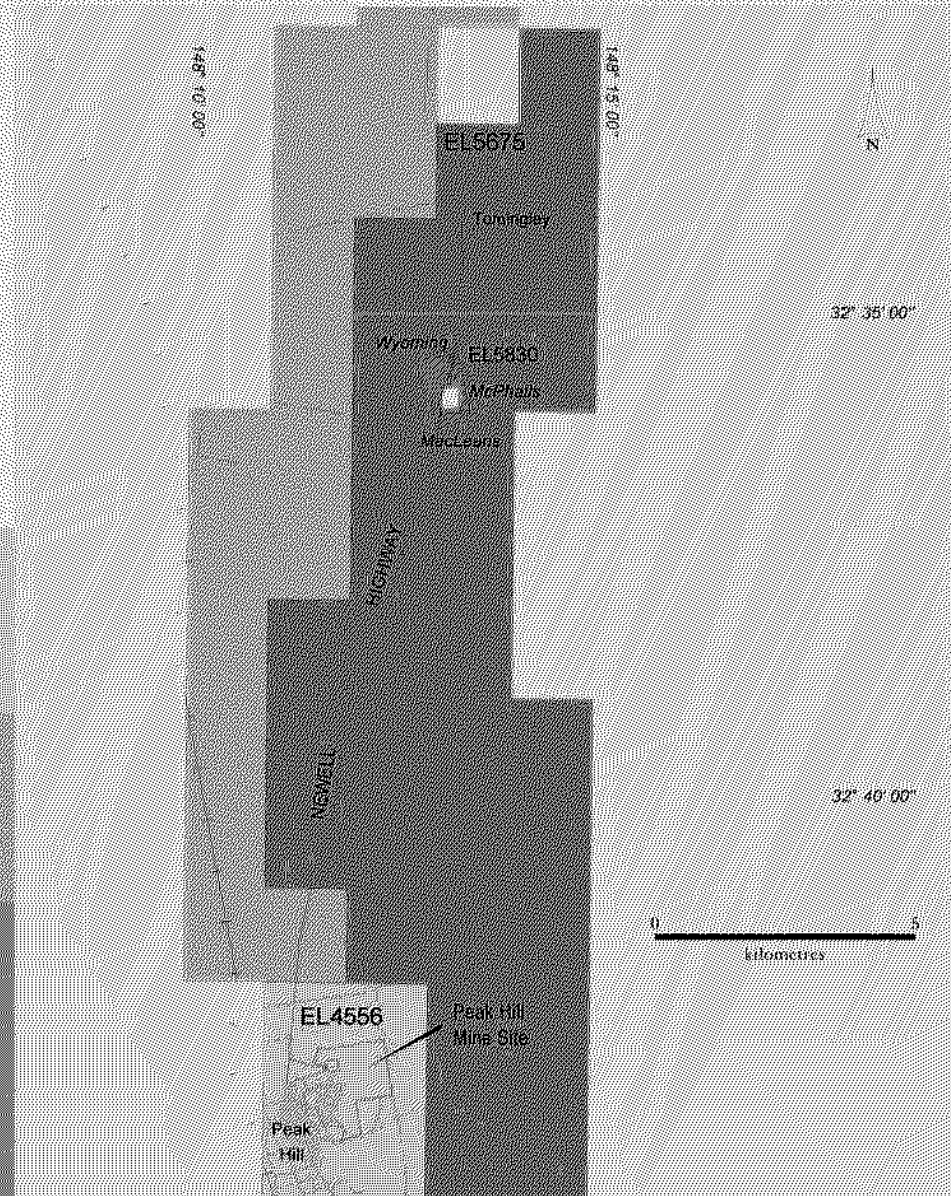 148° 10' 00"
148° 15' 00"
N
EL5675
Tomingley
32° 35' 00"
Wyoming
EL5830
McPhails
MacLeans
HIGHWAY
NEWELL
32° 40' 00"
0 5
kilometres
EL4556
Peak Hill
Mine Site
Peak
Hill